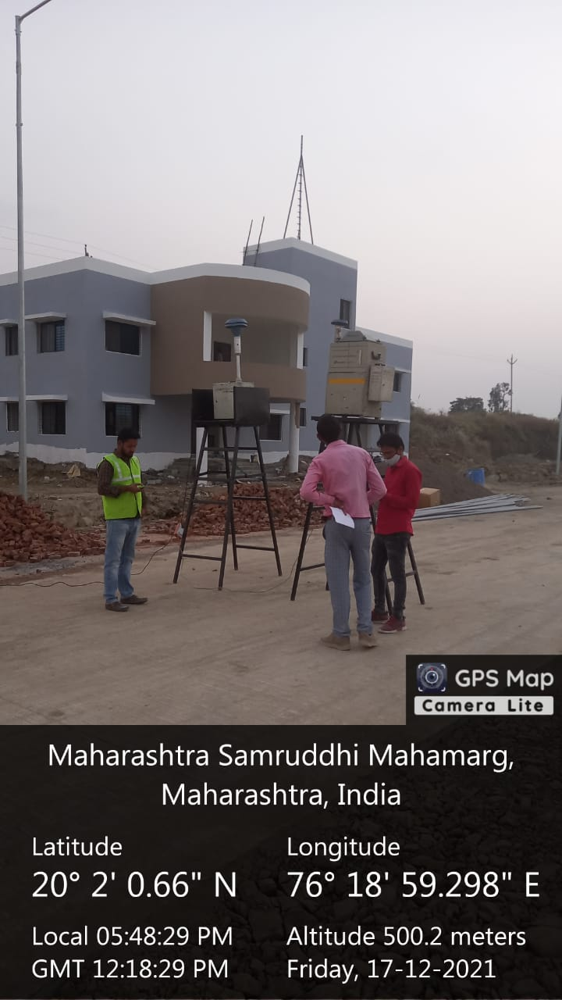 GPS Map
Camera Lite
Maharashtra Samruddhi Mahamarg,
Maharashtra, India
Latitude
Longitude
20° 2' 0.66" N
76° 18' 59.298" E
Local 05:48:29 PM
Altitude 500.2 meters
GMT 12:18:29 PM
Friday, 17-12-2021